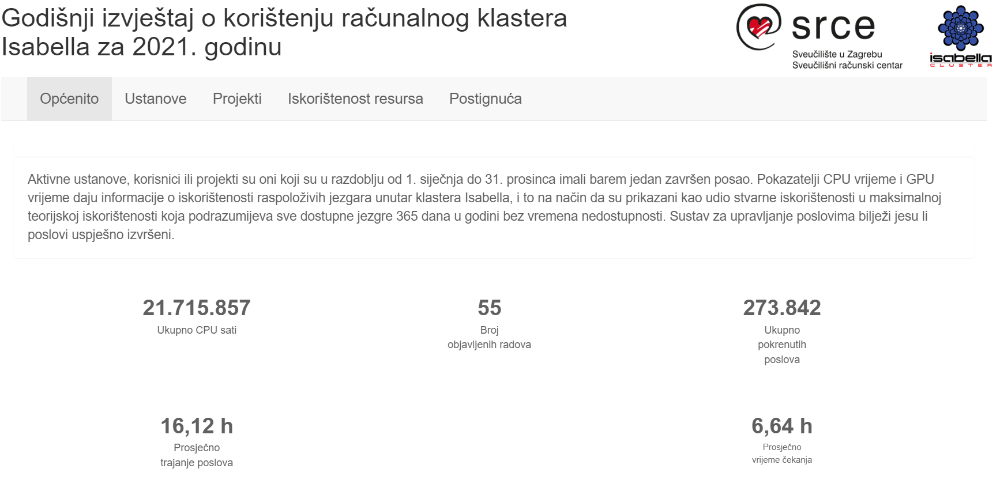 Godišnji izvještaj o korištenju računalnog klastera
Isabella za 2021. godinu
srce
Sveučilište u Zagrebu
Sveučilišni računski centar
isabella
CLUSTER
Općenito Ustanove Projekti Iskorištenost resursa Postignuća
Aktivne ustanove, korisnici ili projekti su oni koji su u razdoblju od 1. siječnja do 31. prosinca imali barem jedan završen posao. Pokazatelji CPU vrijeme i GPU
vrijeme daju informacije o iskorištenosti raspoloživih jezgara unutar klastera Isabella, i to na način da su prikazani kao udio stvarne iskorištenosti u maksimalnoj
teorijskoj iskorištenosti koja podrazumijeva sve dostupne jezgre 365 dana u godini bez vremena nedostupnosti. Sustav za upravljanje poslovima bilježi jesu li
poslovi uspješno izvršeni.
21.715.857
Ukupno CPU sati
55
Broj
objavljenih radova
273.842
Ukupno
pokrenutih
poslova
16,12 h
Prosječno
trajanje poslova
6,64 h
Prosječno
vrijeme čekanja